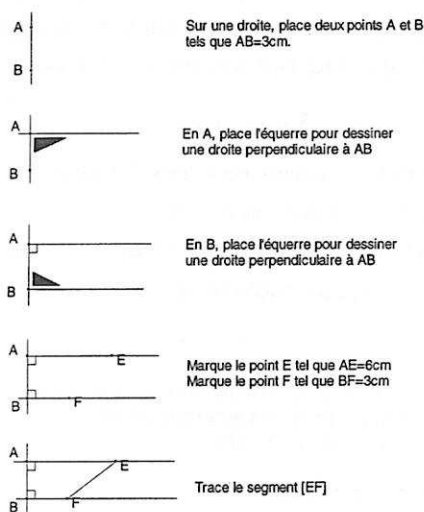 A
Sur une droite, place deux points A et B
tels que AB=3cm.
B
A
En A, place l'équerre pour dessiner
une droite perpendiculaire à AB
B
A
En B, place l'équerre pour dessiner
une droite perpendiculaire à AB
B
A
E
Marque le point E tel que AE=6cm
Marque le point F tel que BF=3cm
B
F
A
E
Trace le segment [EF]
B
F